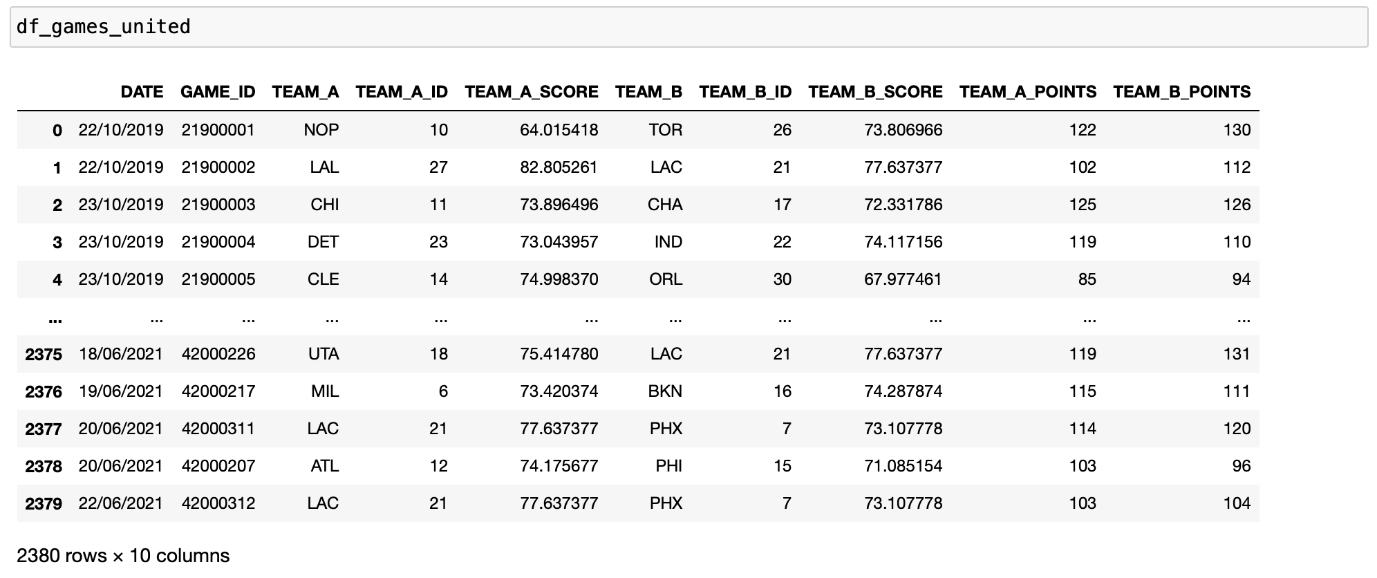 df_games_united
DATE GAME_ID TEAM_A TEAM_A_ID TEAM_A_SCORE TEAM_B TEAM_B_ID TEAM_B_SCORE TEAM_A_POINTS TEAM_B_POINTS
0 22/10/2019 21900001 NOP 10 64.015418 TOR 26 73.806966 122 130
1 22/10/2019 21900002 LAL 27 82.805261 LAC 21 77.637377 102 112
2 23/10/2019 21900003 CHI 11 73.896496 CHA 17 72.331786 125 126
3 23/10/2019 21900004 DET 23 73.043957 IND 22 74.117156 119 110
4 23/10/2019 21900005 CLE 14 74.998370 ORL 30 67.977461 85 94
... ... ... ... ... ... ... ... ... ... ...
2375 18/06/2021 42000226 UTA 18 75.414780 LAC 21 77.637377 119 131
2376 19/06/2021 42000217 MIL 6 73.420374 BKN 16 74.287874 115 111
2377 20/06/2021 42000311 LAC 21 77.637377 PHX 7 73.107778 114 120
2378 20/06/2021 42000207 ATL 12 74.175677 PHI 15 71.085154 103 96
2379 22/06/2021 42000312 LAC 21 77.637377 PHX 7 73.107778 103 104
2380 rows × 10 columns